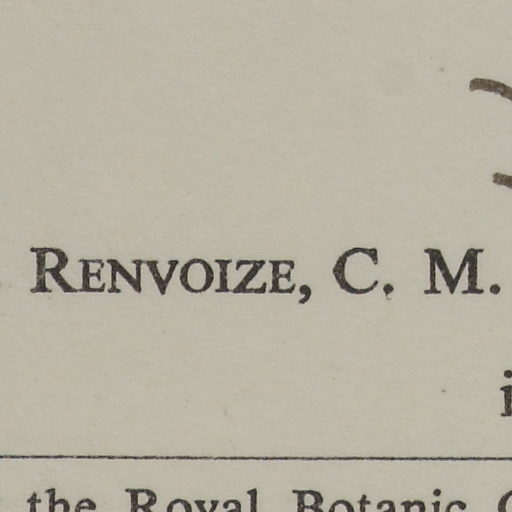 RENVOIZE, C. M.
the Royal Botanic